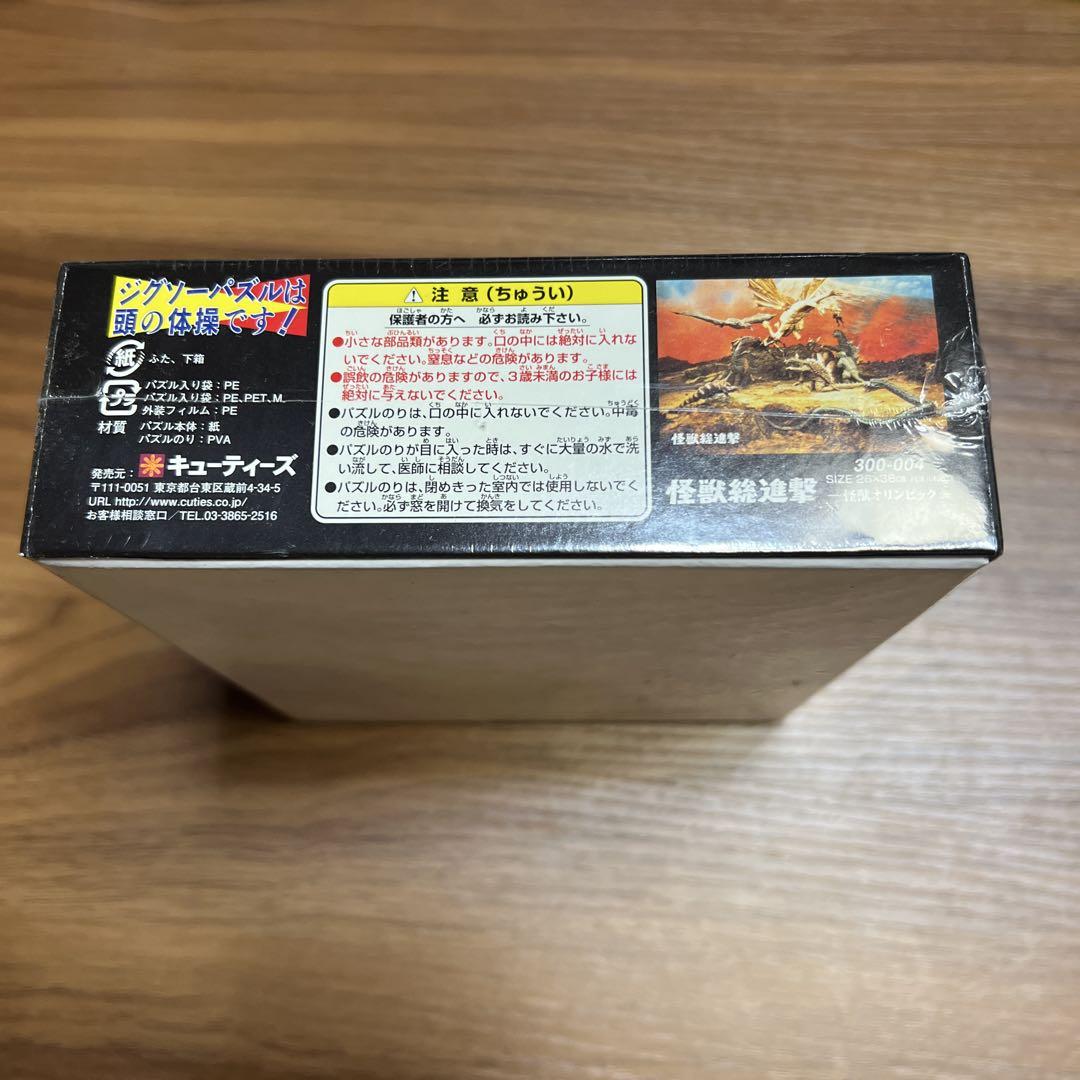 ジグソーパズルは
頭の体操です!
紙 ふた、下箱
プラ
パズル入り袋：PE
パズル入り袋：PE、PET、M、
外装フィルム：PE
材質 パズル本体：紙
パズルのり：PVA
発売元： キューティーズ
〒111-0051 東京都台東区蔵前4-34-5
URL http://www.cuties.co.jp/
お客様相談窓口／TEL.03-3865-2516
⚠ 注意（ちゅうい）
保護者の方へ 必ずお読み下さい。
●小さな部品類があります。口の中には絶対に入れな
いでください。窒息などの危険があります。
●誤飲の危険がありますので、3歳未満のお子様には
絶対に与えないでください。
●パズルのりは、口の中に入れないでください。中毒
の危険があります。
●パズルのりが目に入った時は、すぐに大量の水で洗
い流して、医師に相談してください。
●パズルのりは、閉めきった室内では使用しないでく
ださい。必ず窓を開けて換気をしてください。
怪獣総進撃
300-004
SIZE 26×38cm
怪獣総進撃
怪獣オリンピック